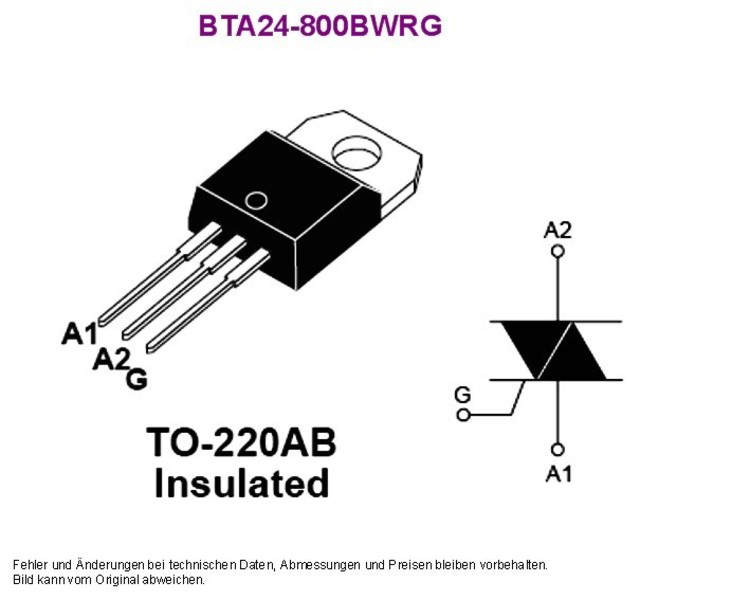 BTA24-800BWRG
A2
A1
A2
G
G
A1
TO-220AB
Insulated
Fehler und Änderungen bei technischen Daten, Abmessungen und Preisen bleiben vorbehalten.
Bild kann vom Original abweichen.